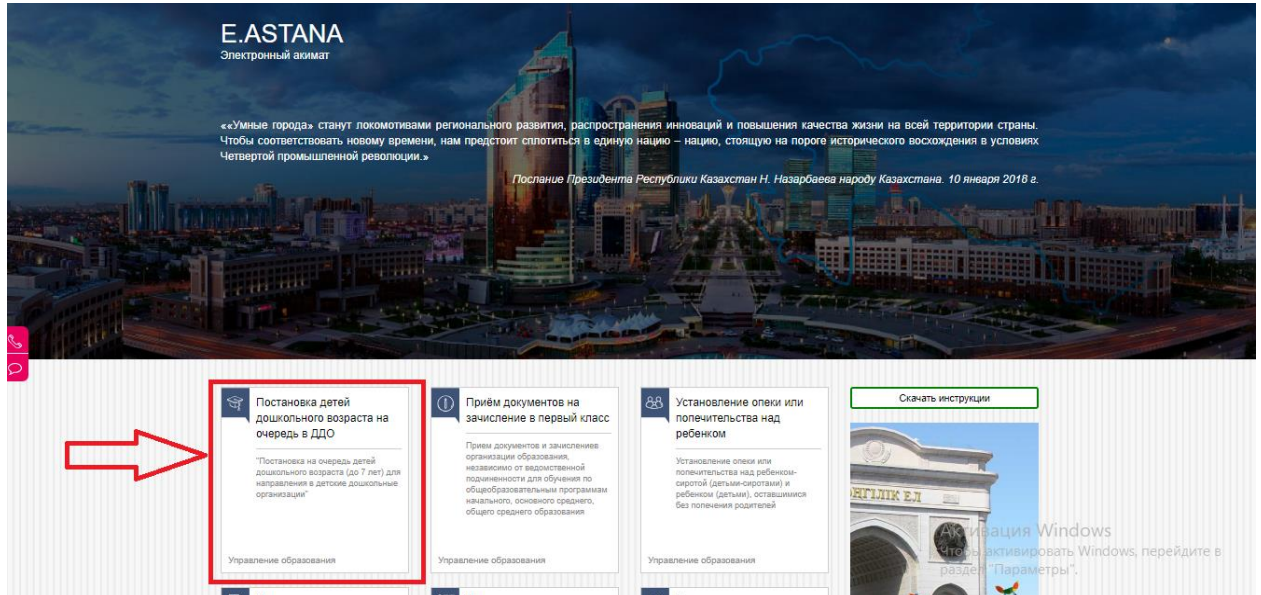 E.ASTANA
Электронный акимат
««Умные города» станут локомотивами регионального развития, распространения инноваций и повышения качества жизни на всей территории страны.
Чтобы соответствовать новому времени, нам предстоит сплотиться в единую нацию – нацию, стоящую на пороге исторического восхождения в условиях
Четвертой промышленной революции.»
Послание Президента Республики Казахстан Н. Назарбаева народу Казахстана. 10 января 2018 г.
Постановка детей
дошкольного возраста на
очередь в ДДО
"Постановка на очередь детей
дошкольного возраста (до 7 лет) для
направления в детские дошкольные
организации"
Управление образования
Приём документов на
зачисление в первый класс
Прием документов и зачислениев
организации образования,
независимо от ведомственной
подчиненности для обучения по
общеобразовательным программам
начального, основного среднего,
общего среднего образования
Управление образования
Установление опеки или
попечительства над
ребенком
Установление опеки или
попечительства над ребенком-
сиротой (детьми-сиротами) и
ребенком (детьми), оставшимися
без попечения родителей
Управление образования
Скачать инструкции
ӘҢГІЛІК ЕЛ
Активация Windows
Чтобы активировать Windows, перейдите в
раздел "Параметры".